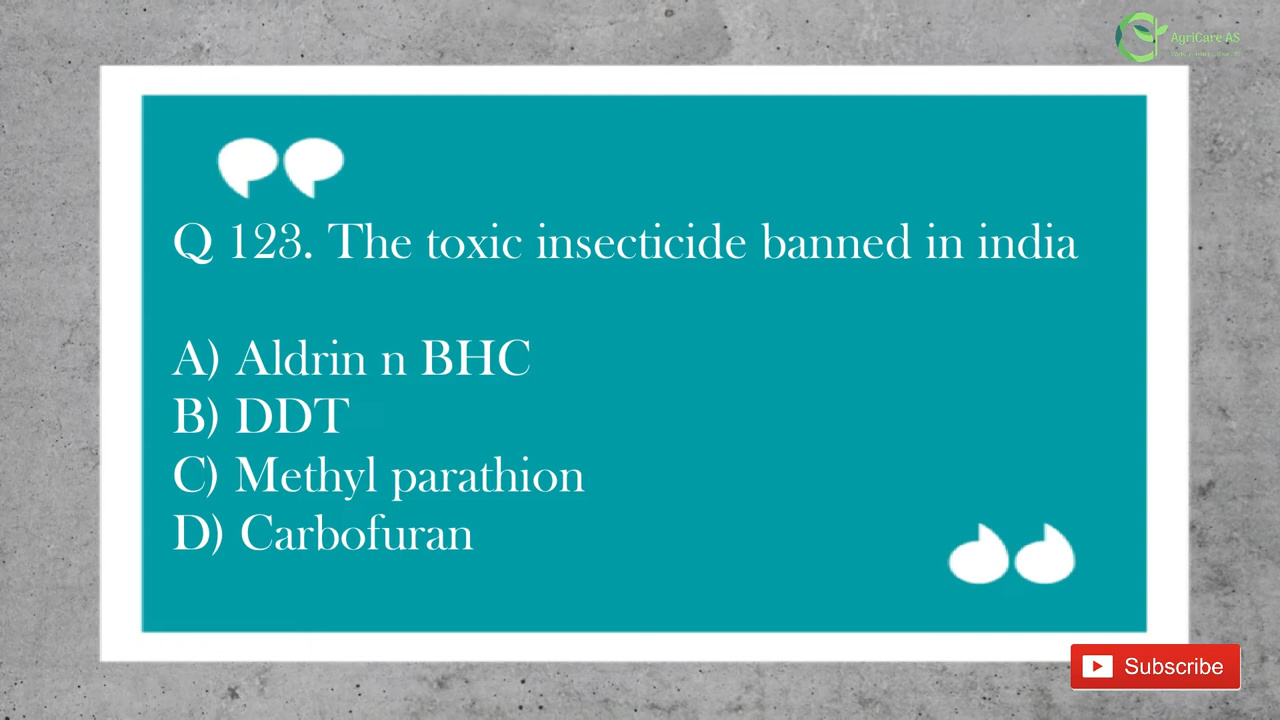 AgriCare AS
Q 123. The toxic insecticide banned in india
A) Aldrin n BHC
B) DDT
C) Methyl parathion
D) Carbofuran
Subscribe